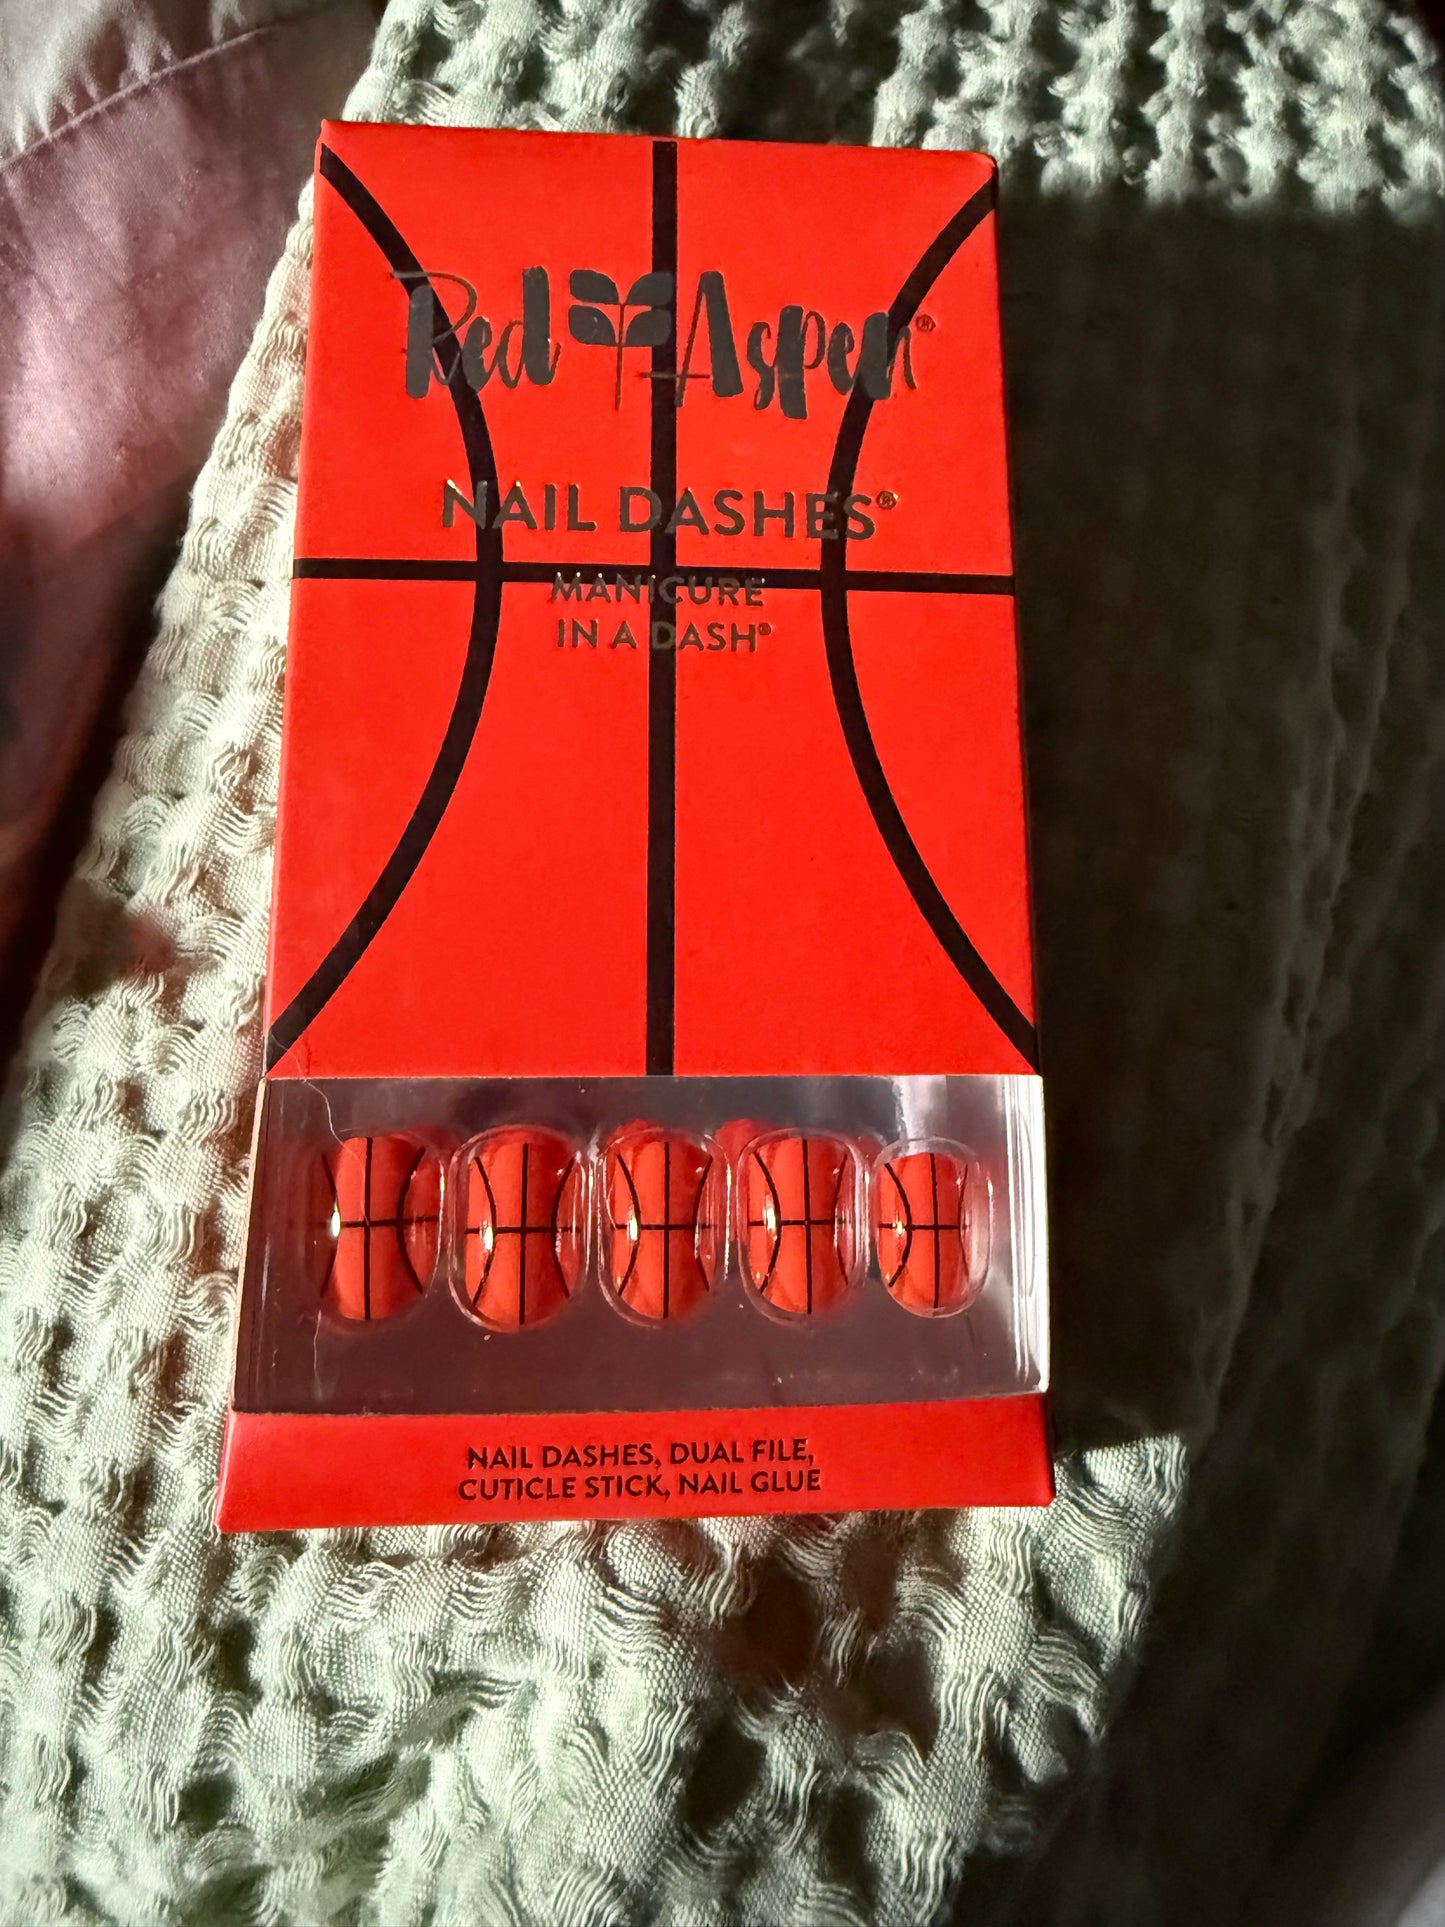 Red Aspen®
NAIL DASHES®
MANICURE
IN A DASH®
NAIL DASHES, DUAL FILE,
CUTICLE STICK, NAIL GLUE